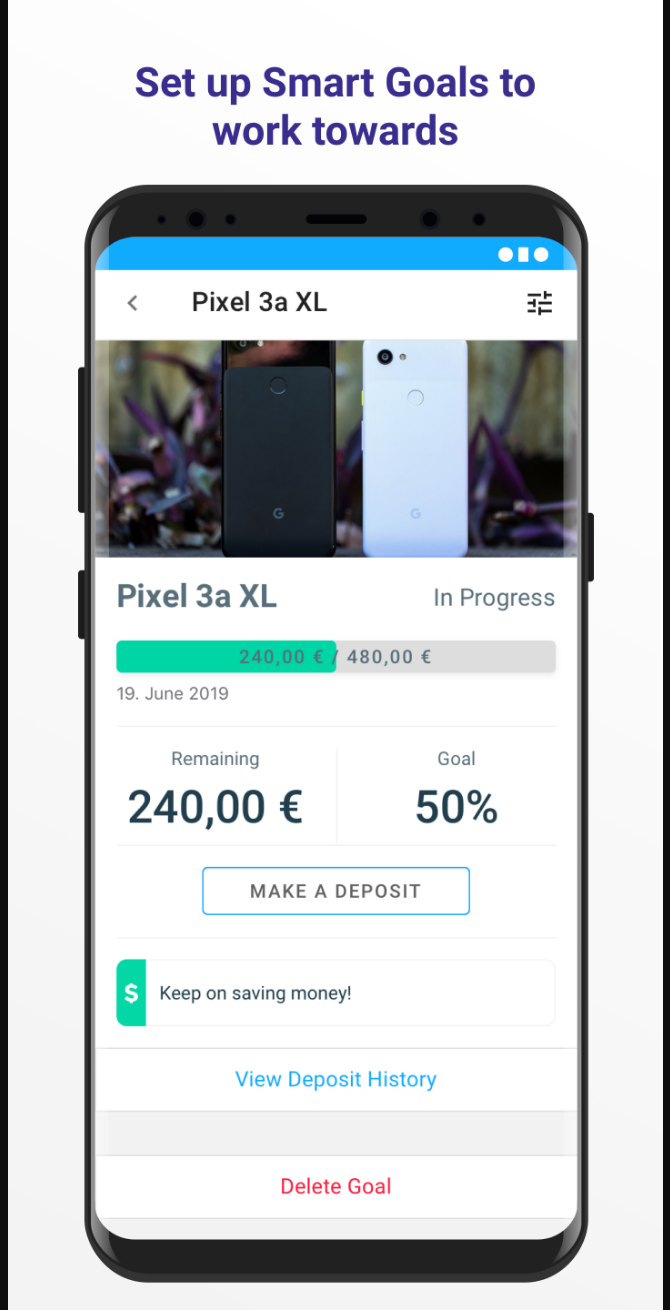 Set up Smart Goals to
work towards
Pixel 3a XL
G
G
Pixel 3a XL
In Progress
240,00 € / 480,00 €
19. June 2019
Remaining
Goal
240,00 €
50%
MAKE A DEPOSIT
$
Keep on saving money!
View Deposit History
Delete Goal